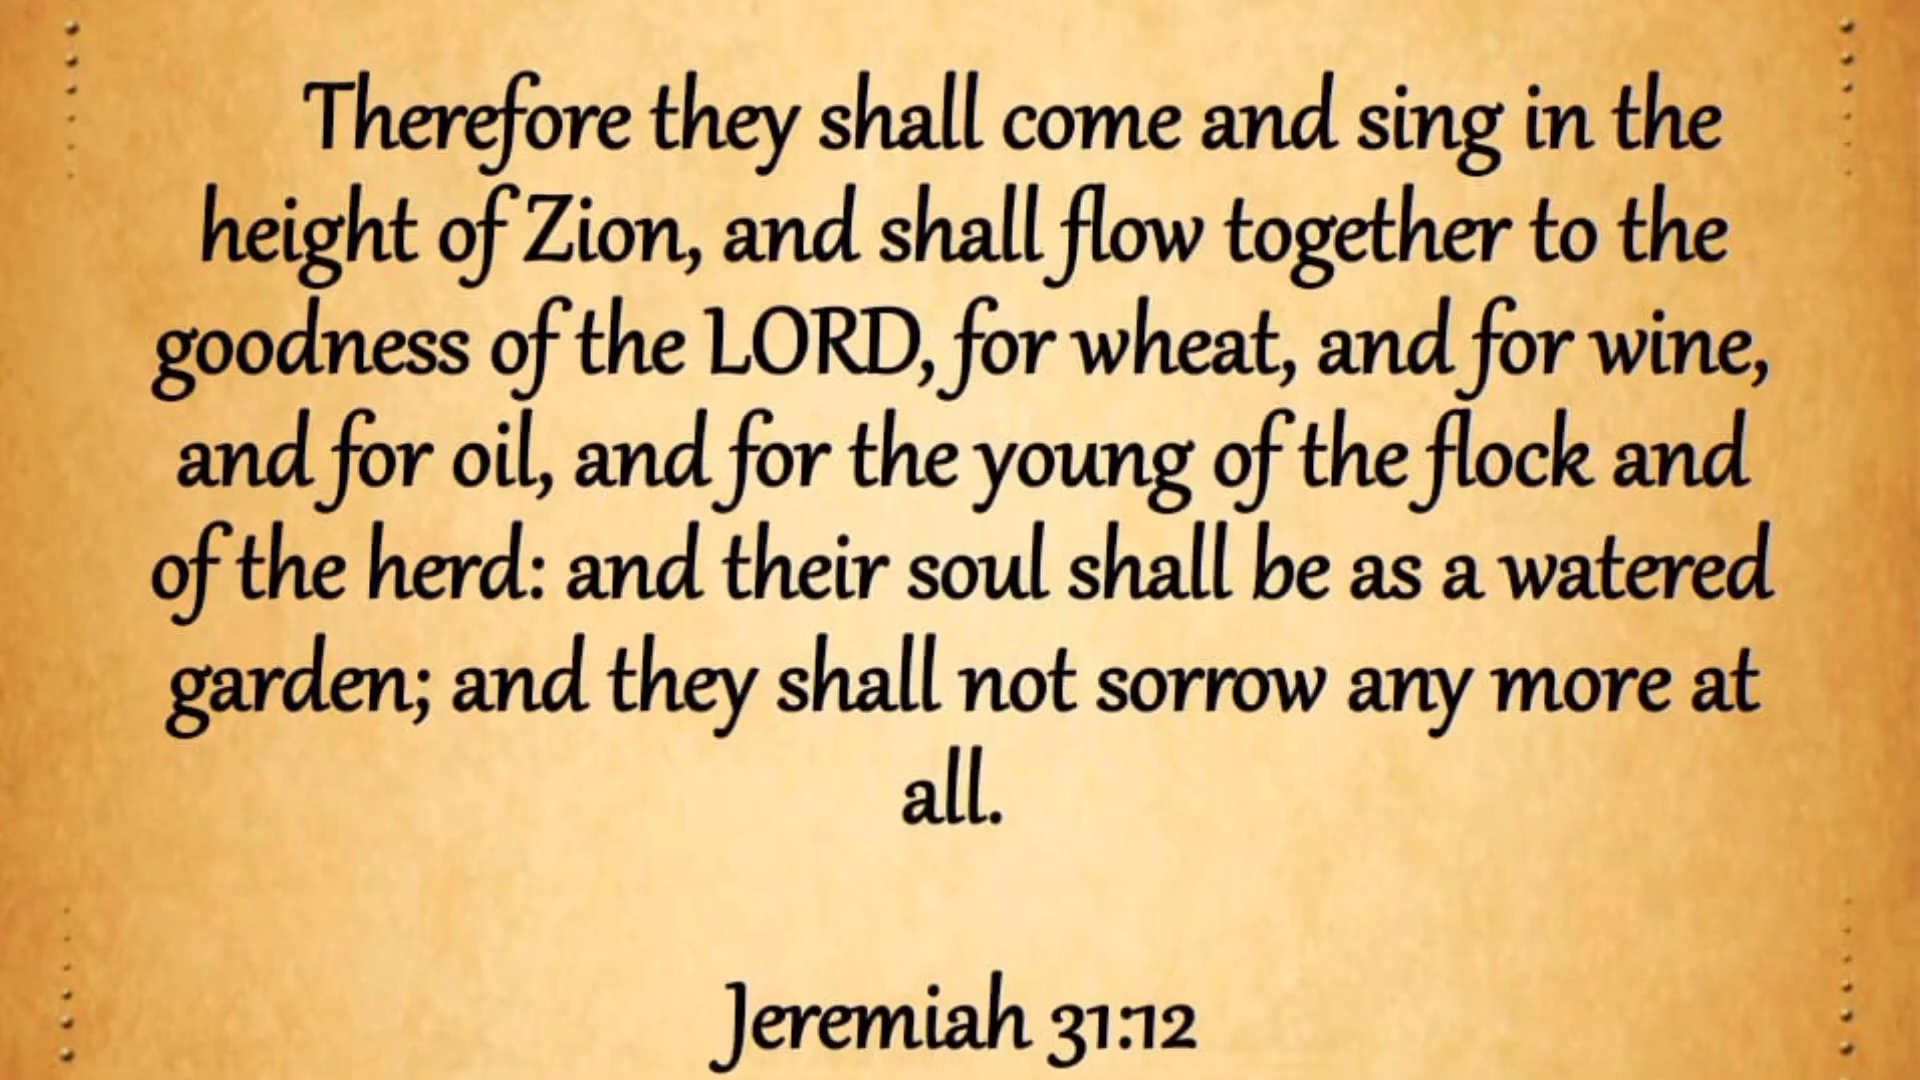 Therefore they shall come and sing in the
height of Zion, and shall flow together to the
goodness of the LORD, for wheat, and for wine,
and for oil, and for the young of the flock and
of the herd: and their soul shall be as a watered
garden; and they shall not sorrow any more at
all.
Jeremiah 31:12